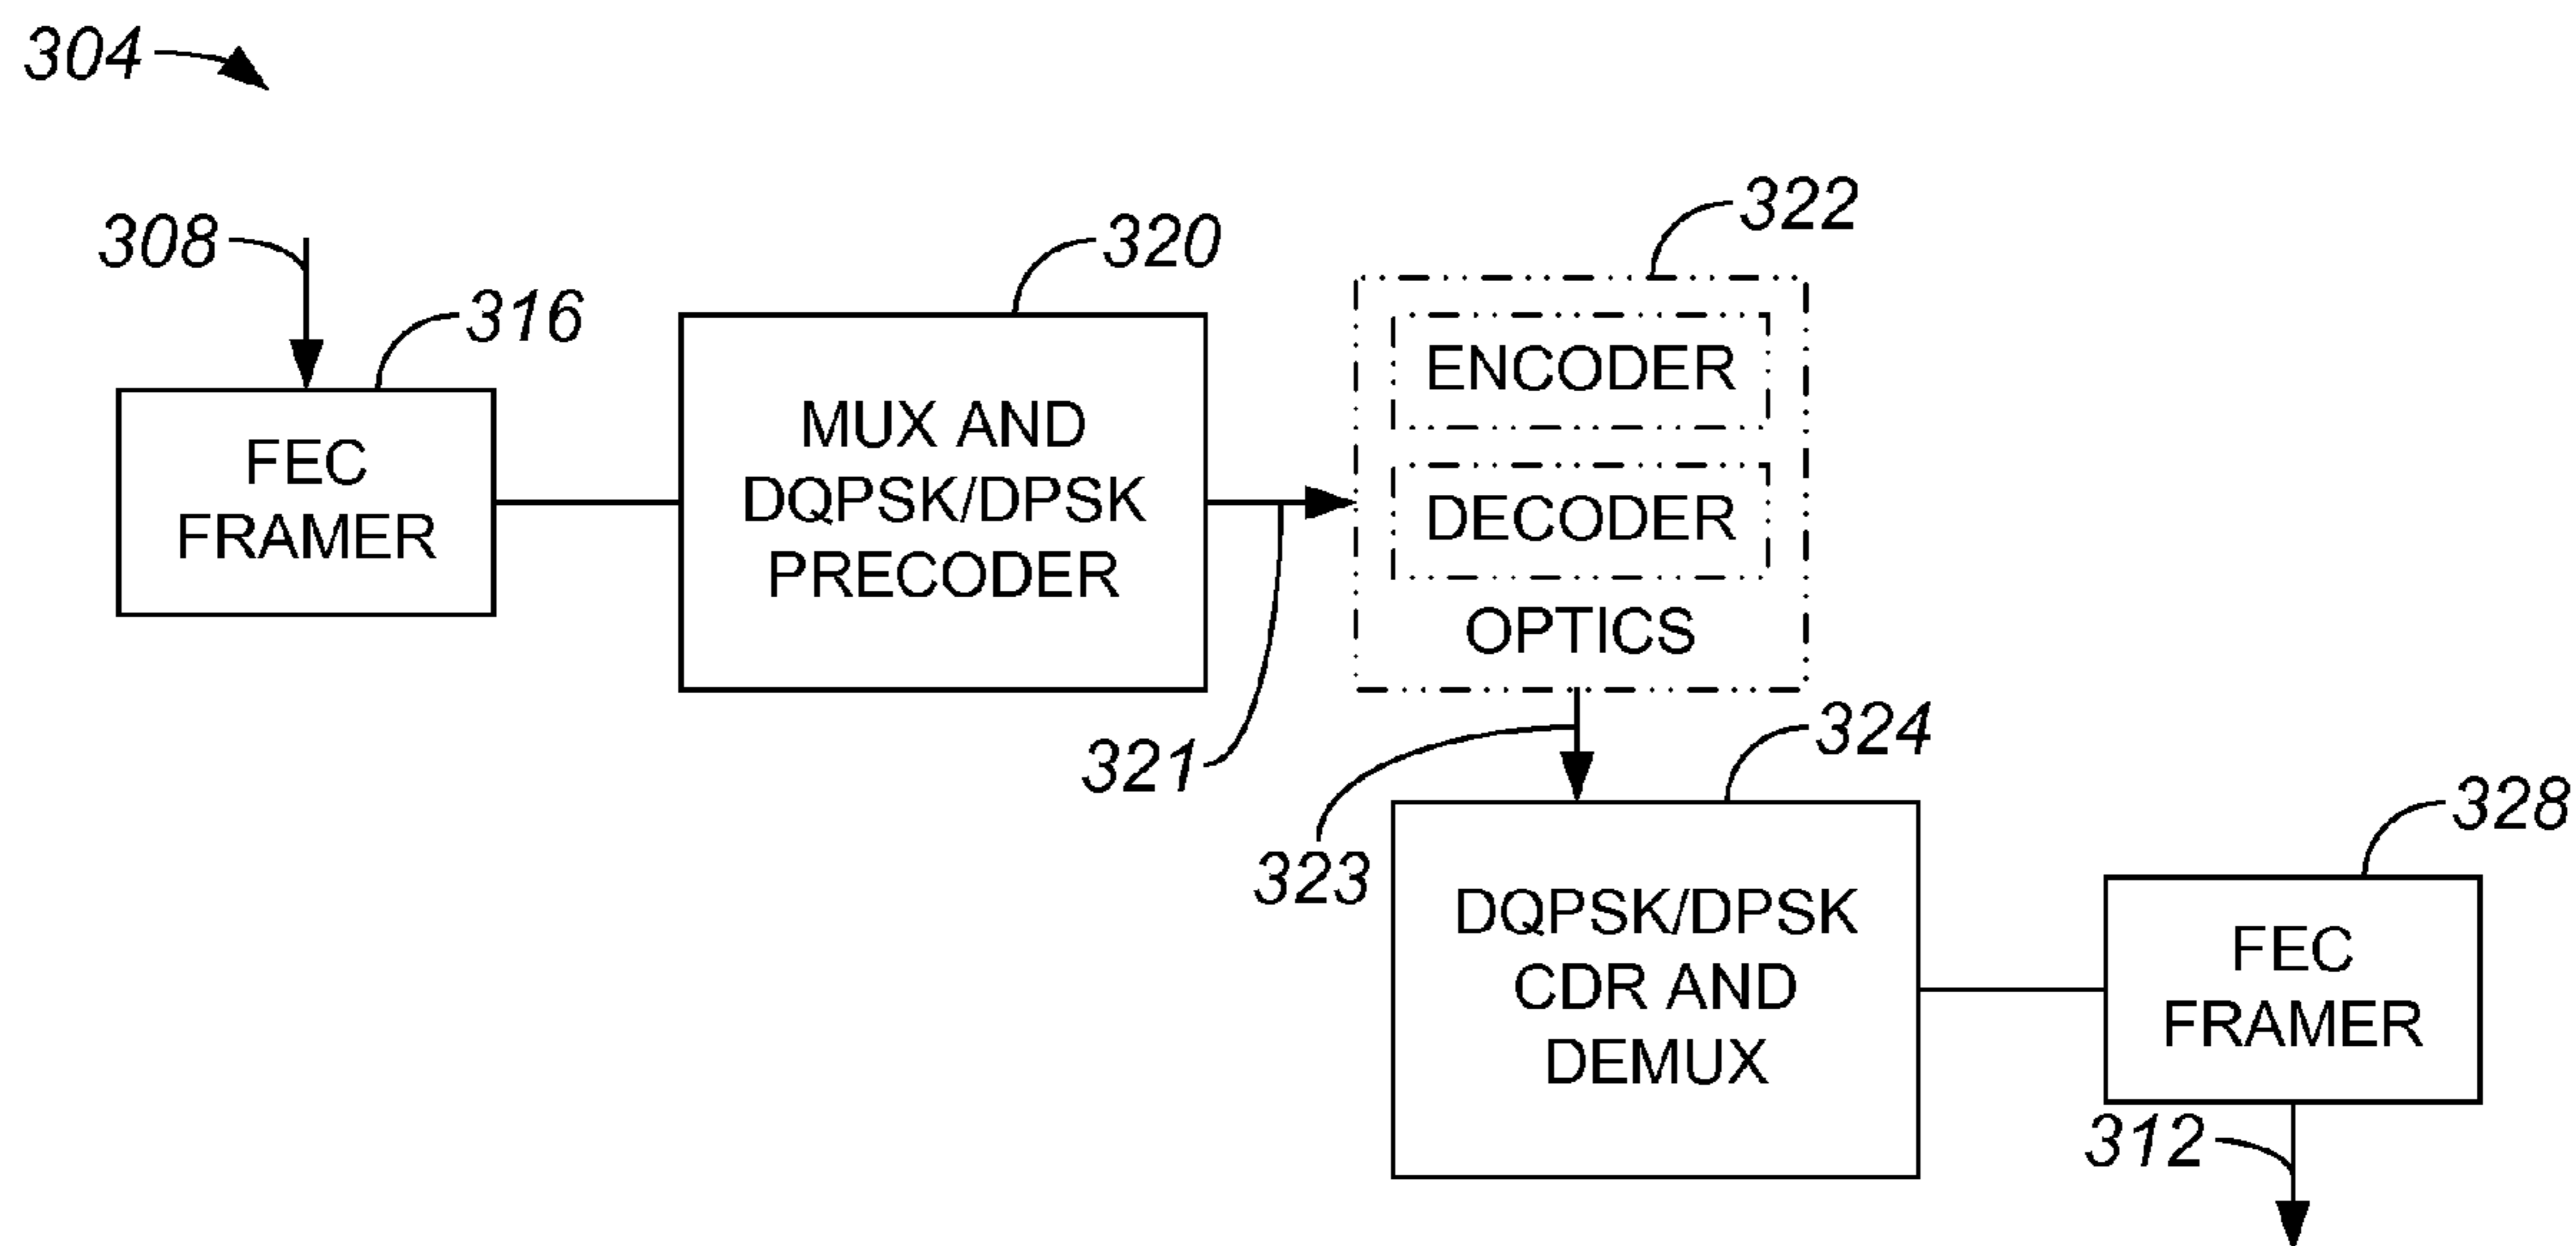 304
308
316
FEC
FRAMER
320
MUX AND
DQPSK/DPSK
PRECODER
321
322
ENCODER
DECODER
OPTICS
323
324
DQPSK/DPSK
CDR AND
DEMUX
328
FEC
FRAMER
312